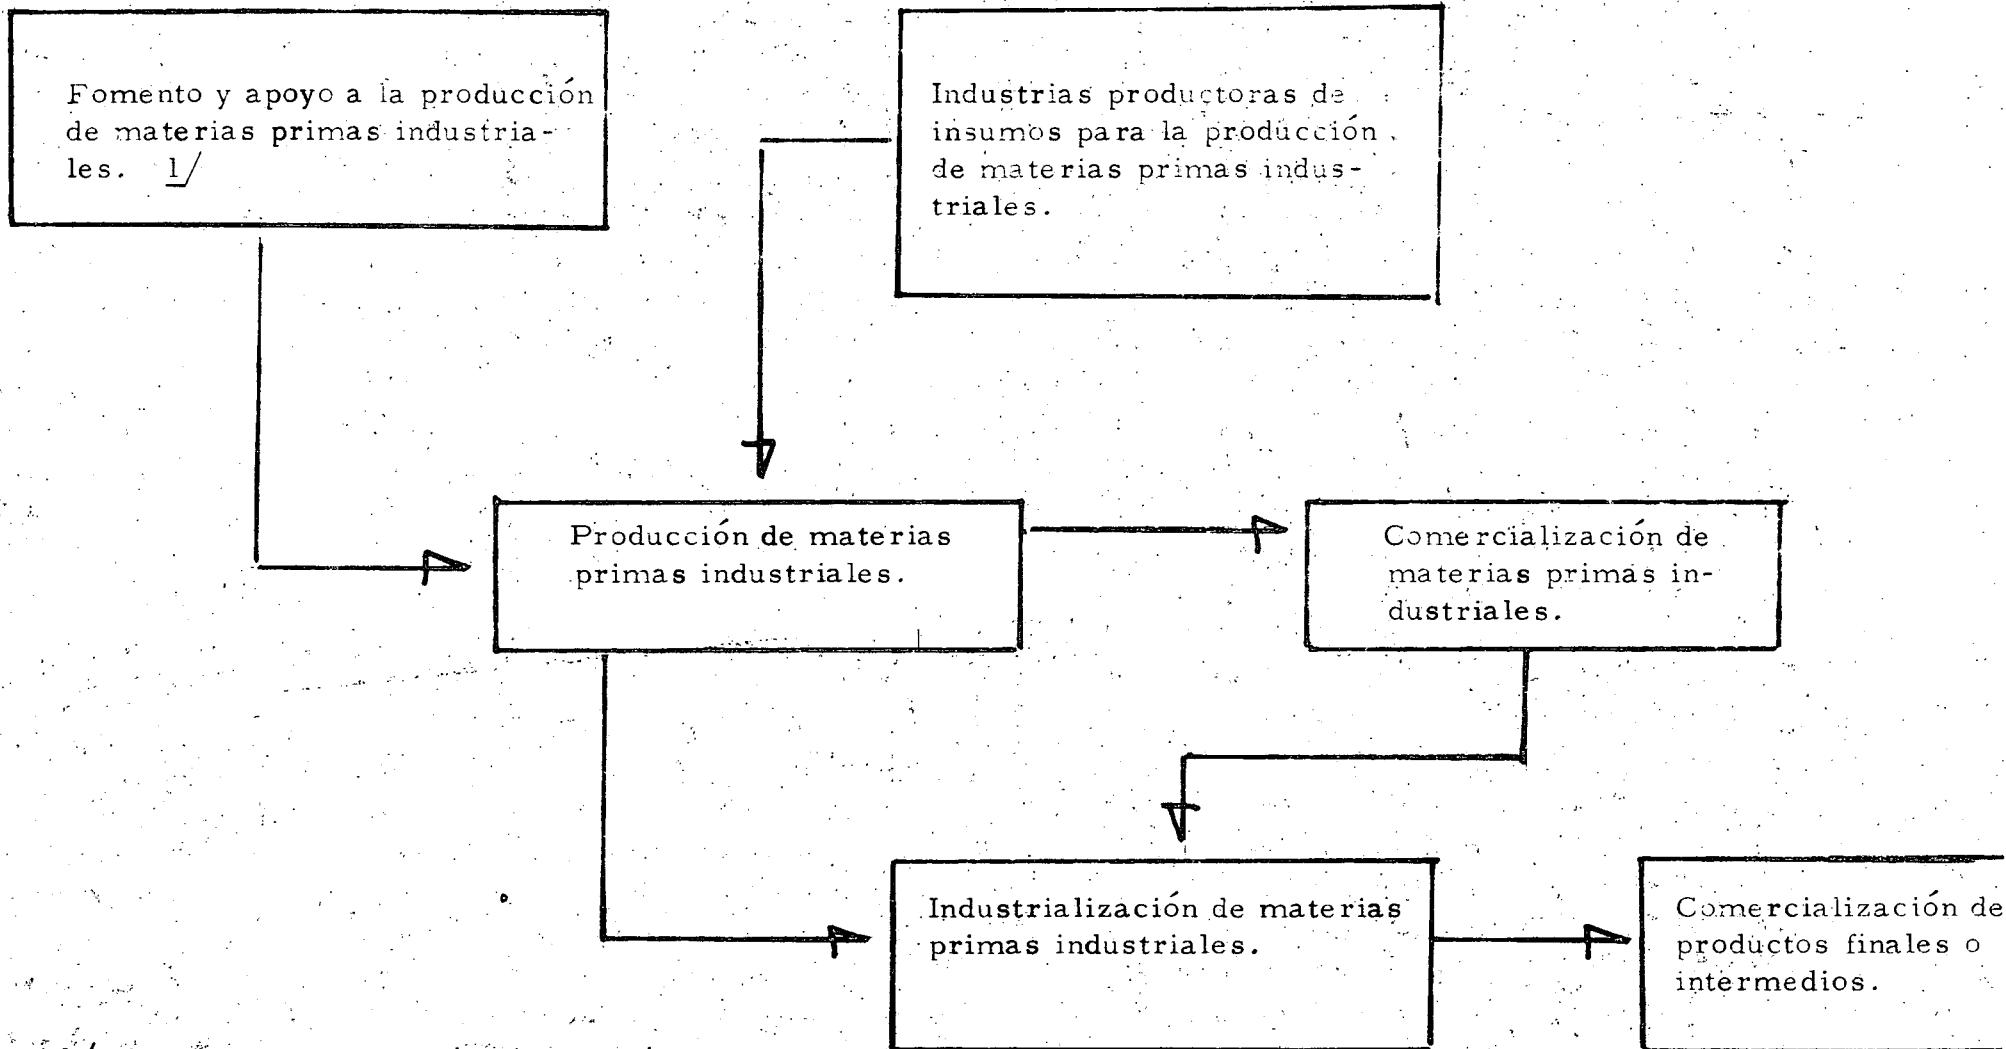 Fomento y apoyo a la producción
de materias primas industria-
les. 1/
Industrias productoras de
insumos para la producción
de materias primas indus-
triales.
Producción de materias
primas industriales.
Comercialización de
materias primas in-
dustriales.
Industrialización de materias
primas industriales.
Comercialización de
productos finales o
intermedios.